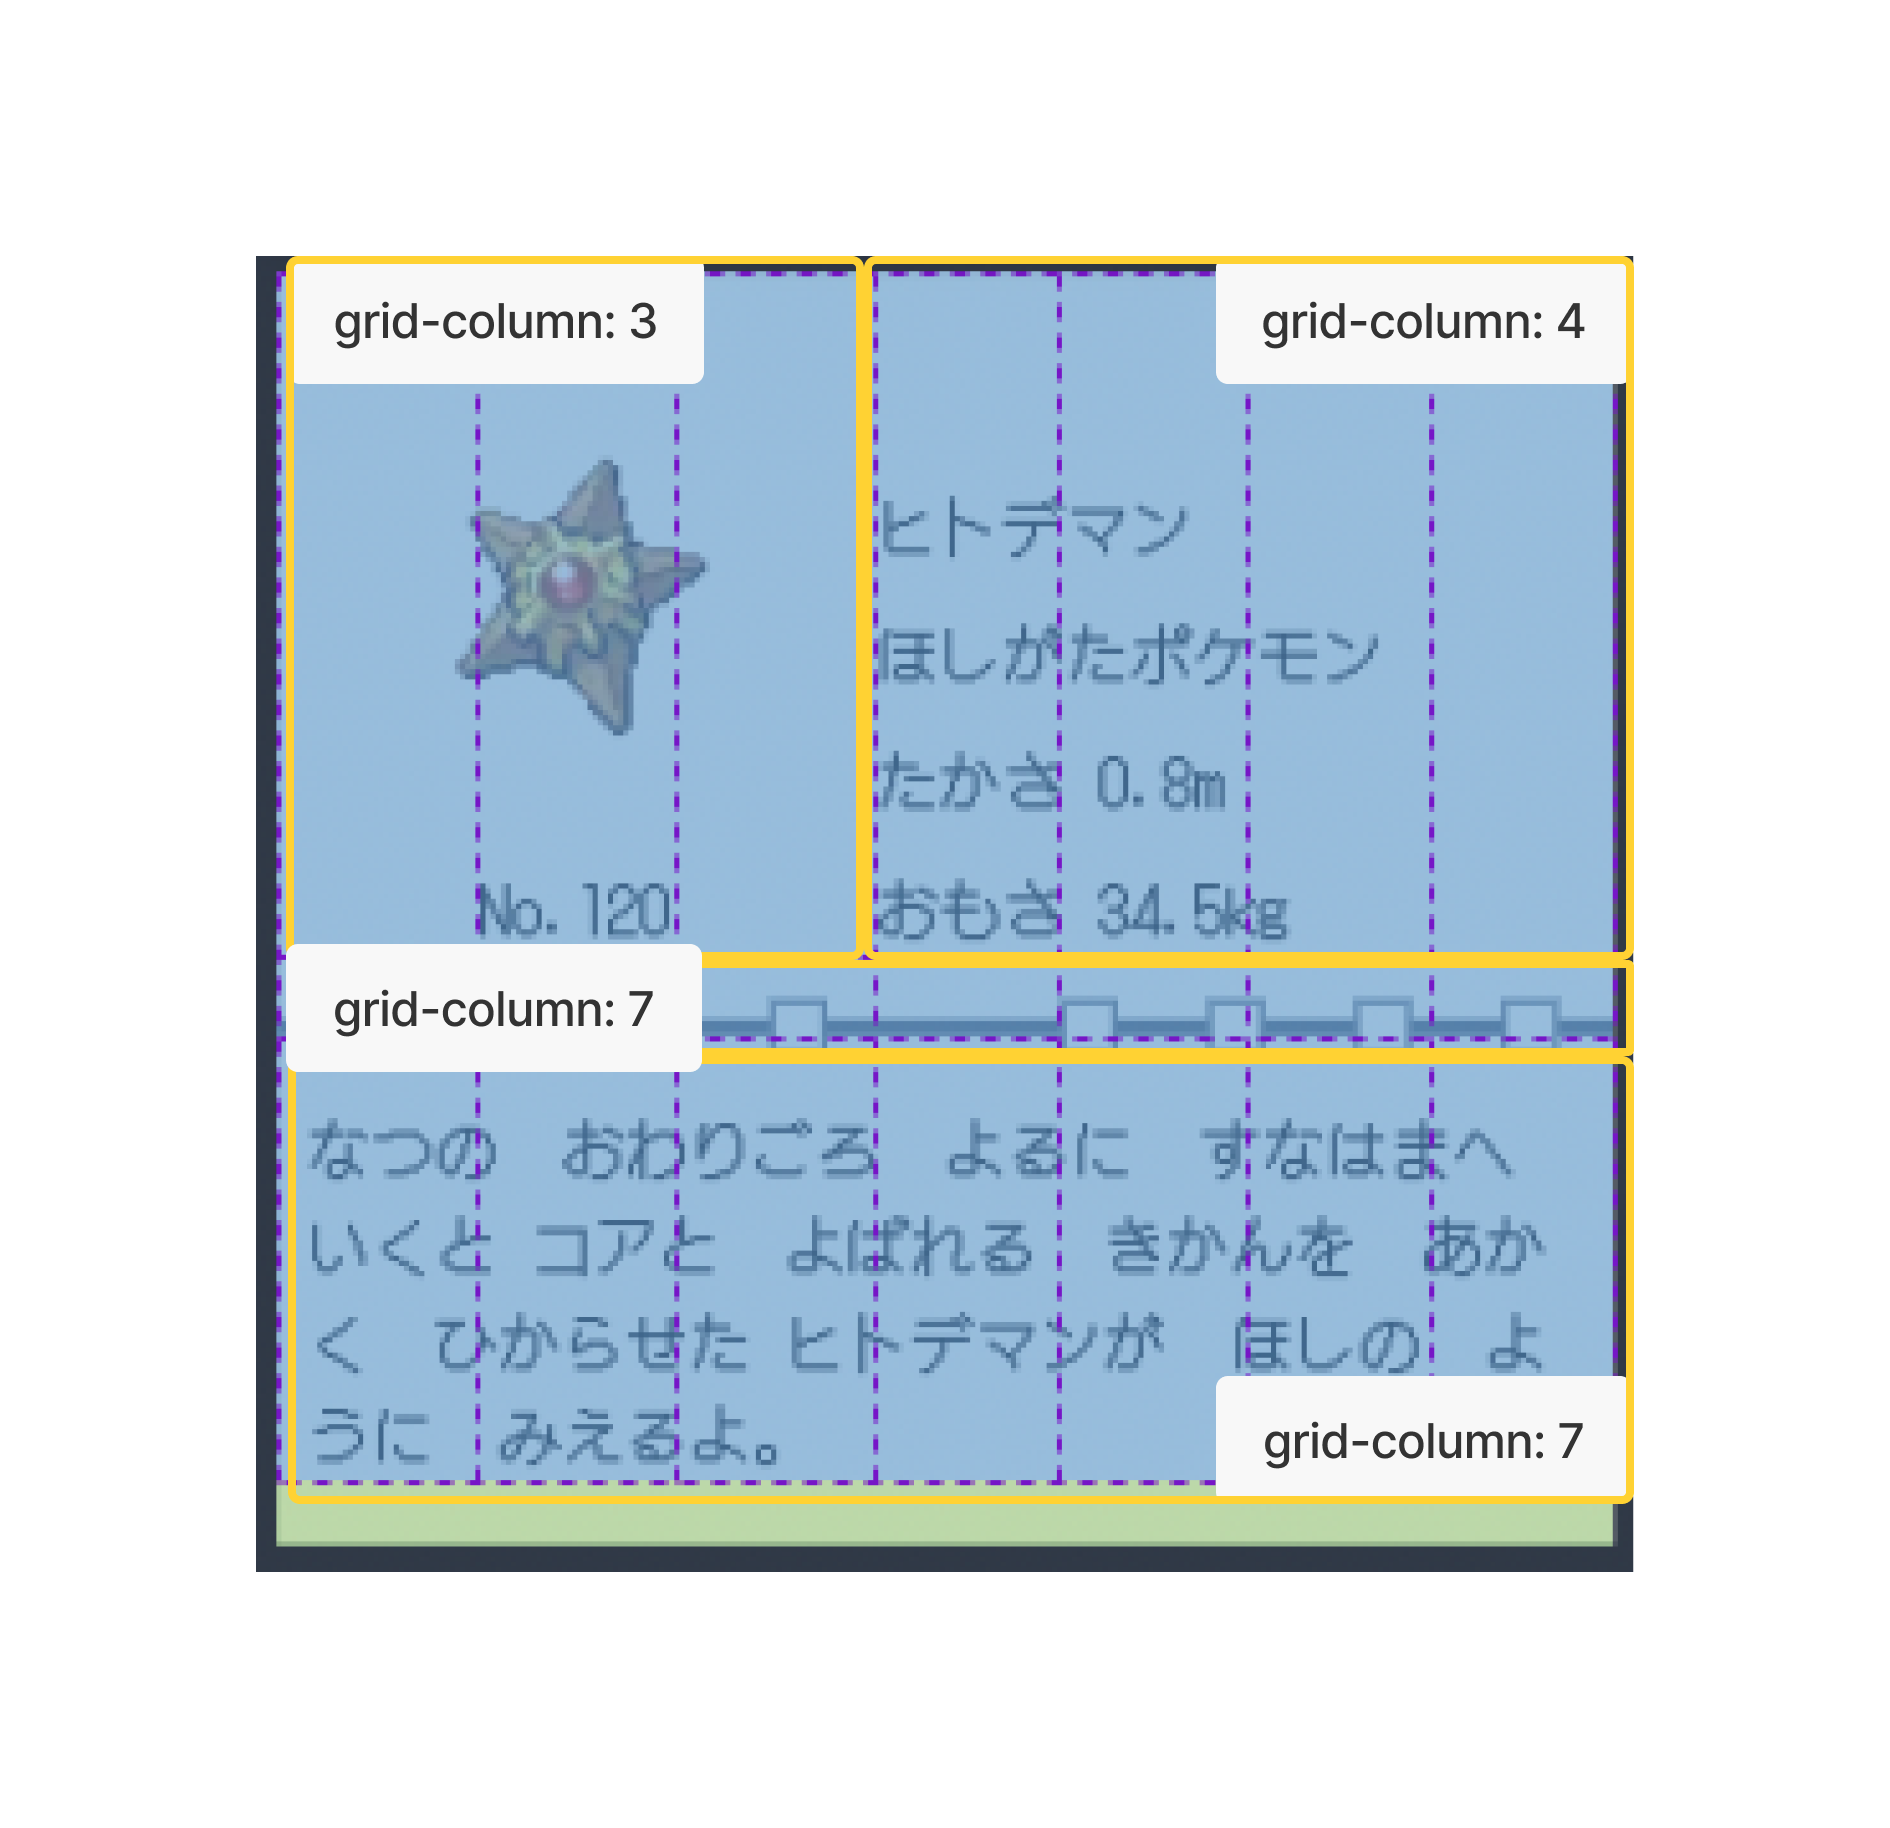 grid-column: 3
grid-column: 4
ヒトデマン
ほしがたポケモン
たかさ 0.8m
No.120
おもさ 34.5kg
grid-column: 7
なつの　おわりごろ　よるに　すなはまへ
いくと コアと　よばれる　きかんを　あか
く　ひからせた ヒトデマンが　ほしの　よ
うに　みえるよ。
grid-column: 7